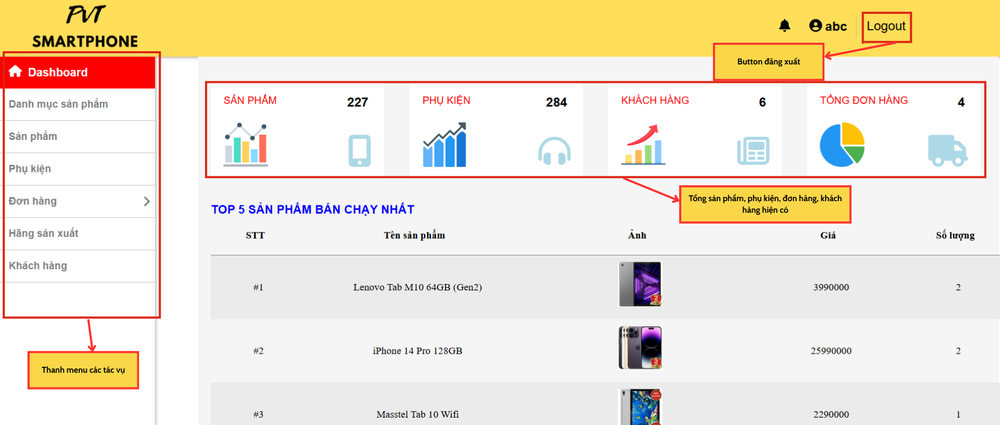 PVT
SMARTPHONE
abc
Logout
Button đăng xuất
Dashboard
Danh mục sản phẩm
Sản phẩm
Phụ kiện
Đơn hàng
Hãng sản xuất
Khách hàng
Thanh menu các tác vụ
SẢN PHẨM 227
PHỤ KIỆN 284
KHÁCH HÀNG 6
TỔNG ĐƠN HÀNG 4
Tổng sản phẩm, phụ kiện, đơn hàng, khách
hàng hiện có
TOP 5 SẢN PHẨM BÁN CHẠY NHẤT
STT Tên sản phẩm Ảnh Giá Số lượng
#1 Lenovo Tab M10 64GB (Gen2) 3990000 2
#2 iPhone 14 Pro 128GB 25990000 2
#3 Masstel Tab 10 Wifi 2290000 1